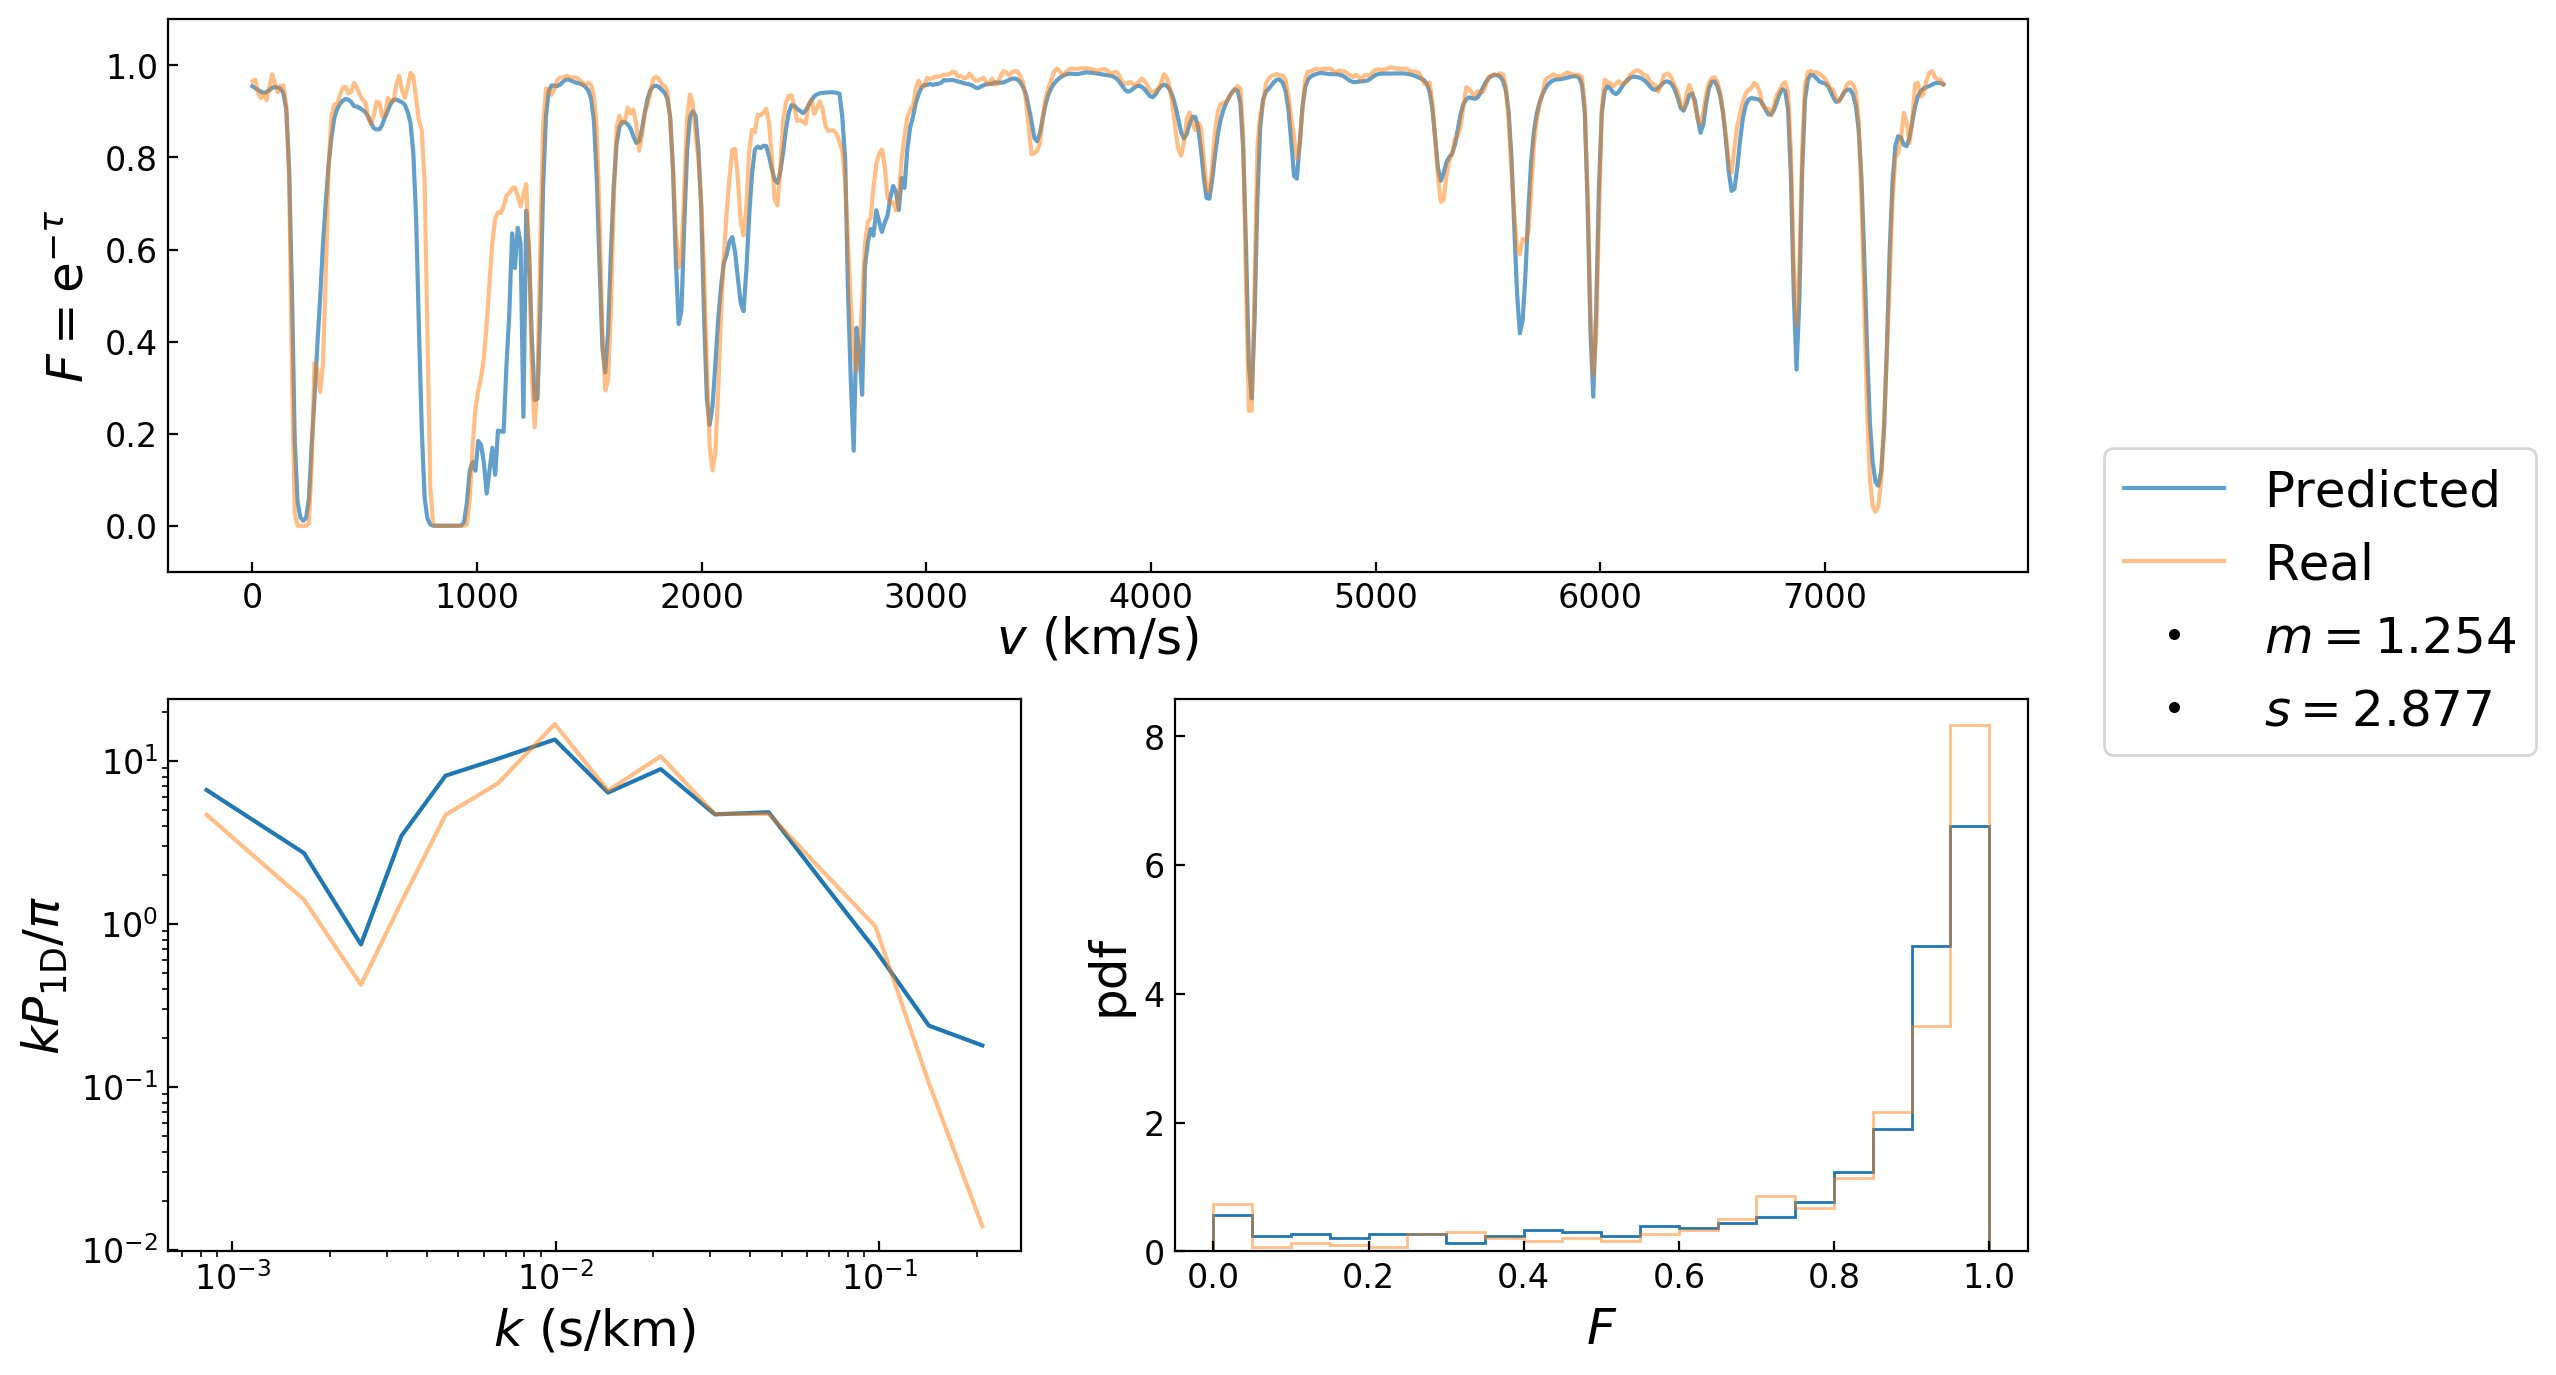 F = e^{-τ}
1.0
0.8
0.6
0.4
0.2
0.0
0 1000 2000 3000 4000 5000 6000 7000
v (km/s)
Predicted
Real
m = 1.254
s = 2.877
kP_{1D}/π
10^1
10^0
10^{-1}
10^{-2}
10^{-3} 10^{-2} 10^{-1}
k (s/km)
pdf
8
6
4
2
0
0.0 0.2 0.4 0.6 0.8 1.0
F